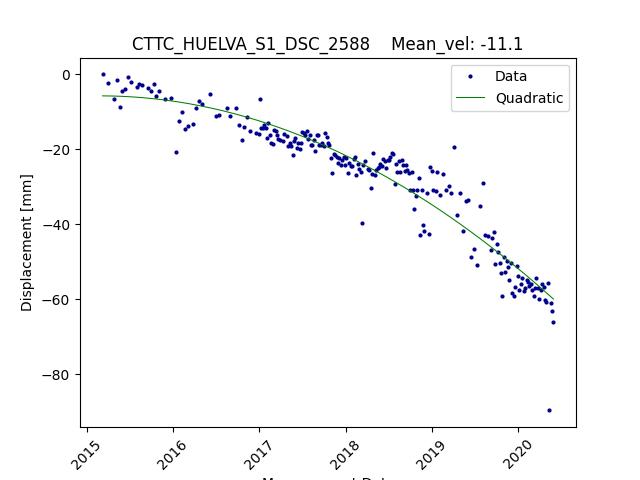 CTTC_HUELVA_S1_DSC_2588    Mean_vel: -11.1
Data
Quadratic
Displacement [mm]
0
−20
−40
−60
−80
2015
2016
2017
2018
2019
2020